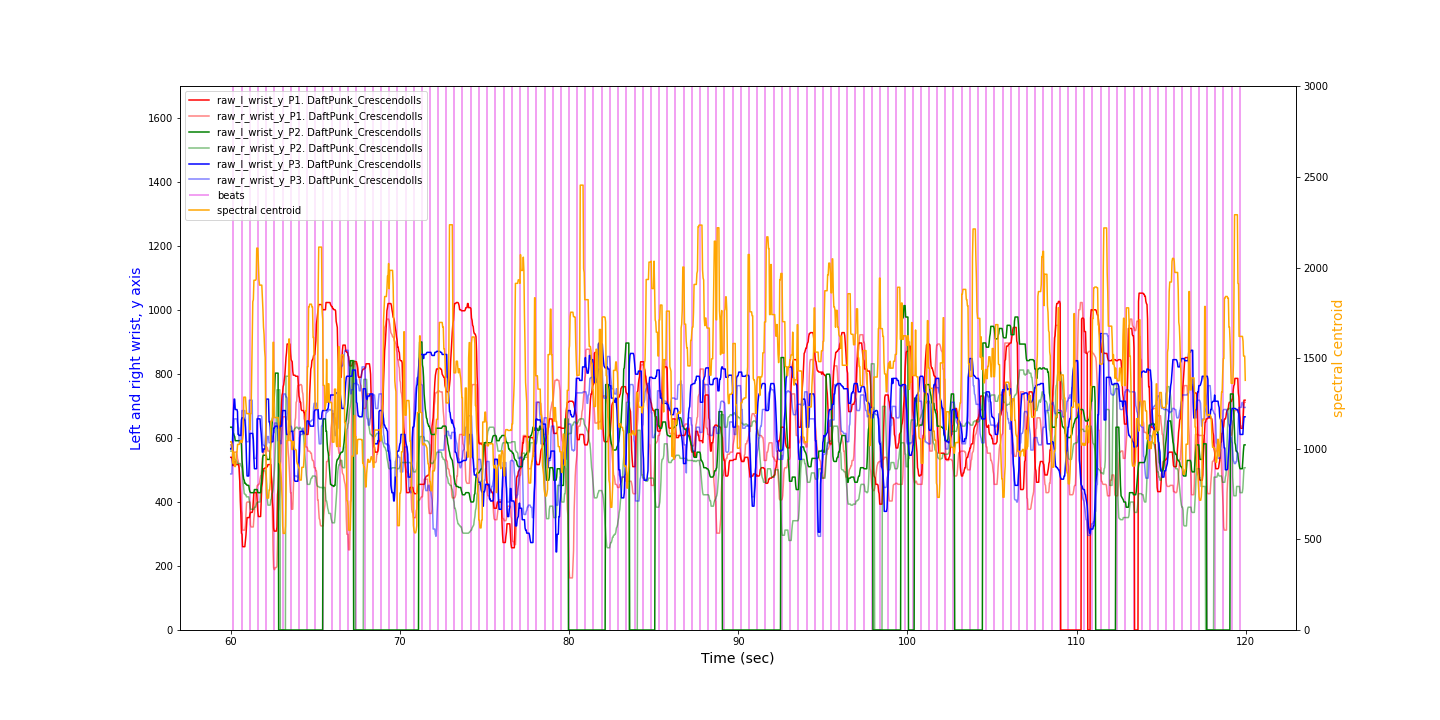 raw_l_wrist_y_P1. DaftPunk_Crescendolls
raw_r_wrist_y_P1. DaftPunk_Crescendolls
raw_l_wrist_y_P2. DaftPunk_Crescendolls
raw_r_wrist_y_P2. DaftPunk_Crescendolls
raw_l_wrist_y_P3. DaftPunk_Crescendolls
raw_r_wrist_y_P3. DaftPunk_Crescendolls
beats
spectral centroid
Left and right wrist, y axis
1600
1400
1200
1000
800
600
400
200
0
3000
2500
2000
1500
1000
500
0
spectral centroid
60
70
80
90
100
110
120
Time (sec)